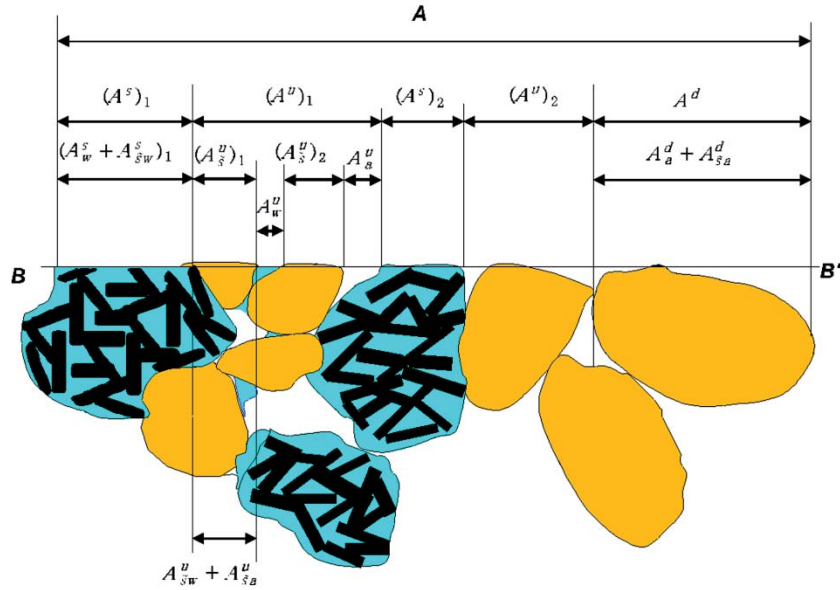 A
(A^s)_1 (A^u)_1 (A^s)_2 (A^u)_2 A^d
(A^s_w + A^s_{šw})_1 (A^u_š)_1 (A^u_š)_2 A^u_a A^d_a + A^d_{ša}
A^u_w
B B'
A^u_{šw} + A^u_{ša}